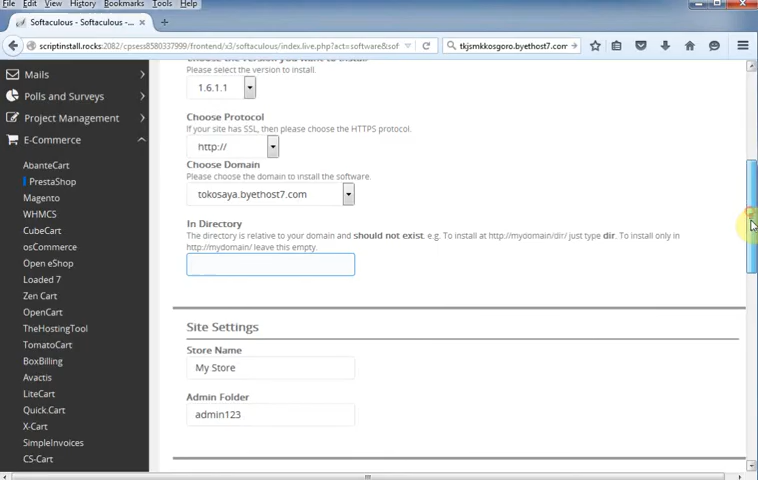 File Edit View History Bookmarks Tools Help
Softaculous - Softaculous -...
scriptinstall.rocks:2082/cpsess8580337999/frontend/x3/softaculous/index.live.php?act=software&sof
tkjsmkkosgoro.byethost7.com
Mails
Polls and Surveys
Project Management
E-Commerce
AbanteCart
PrestaShop
Magento
WHMCS
CubeCart
osCommerce
Open eShop
Loaded 7
Zen Cart
OpenCart
TheHostingTool
TomatoCart
BoxBilling
Avactis
LiteCart
Quick.Cart
X-Cart
SimpleInvoices
CS-Cart
Choose the version you want to install
Please select the version to install.
1.6.1.1
Choose Protocol
If your site has SSL, then please choose the HTTPS protocol.
http://
Choose Domain
Please choose the domain to install the software.
tokosaya.byethost7.com
In Directory
The directory is relative to your domain and should not exist. e.g. To install at http://mydomain/dir/ just type dir. To install only in
http://mydomain/ leave this empty.
Site Settings
Store Name
My Store
Admin Folder
admin123